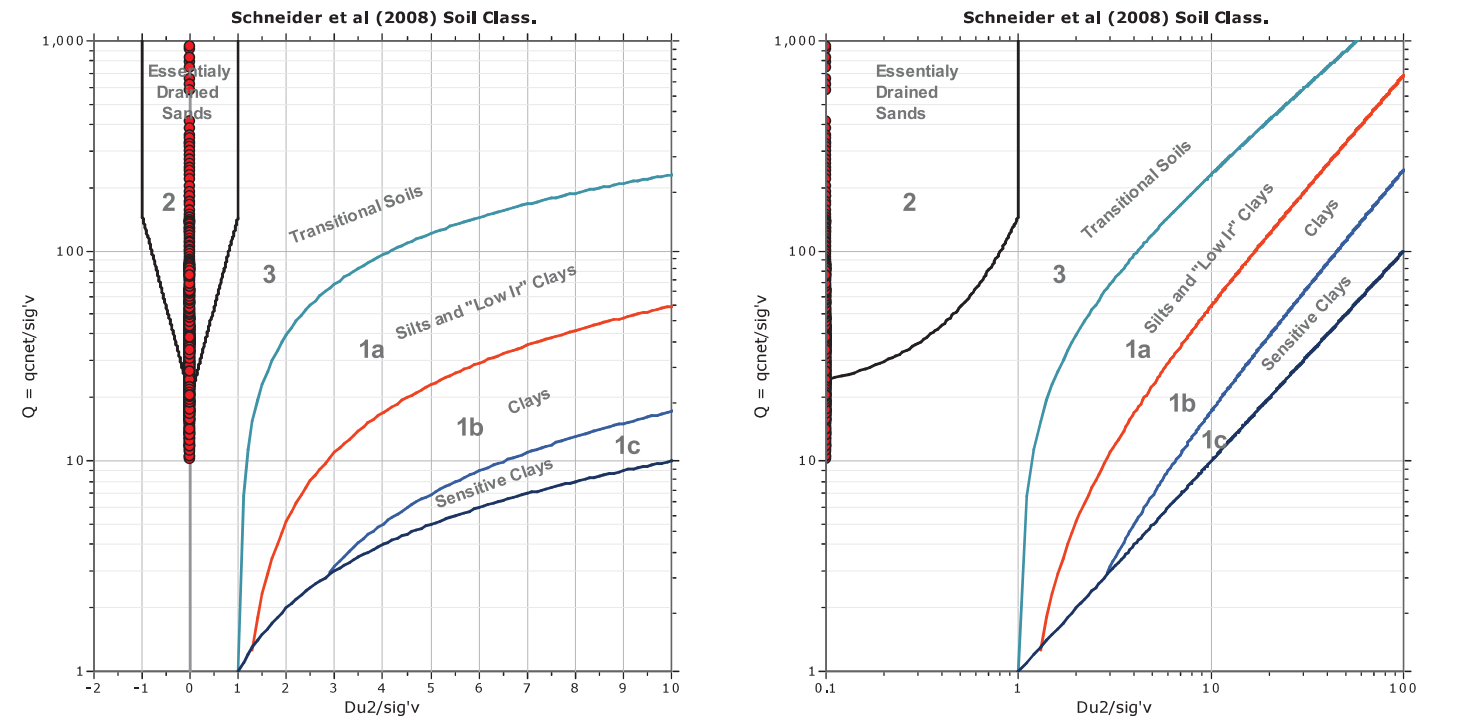 Schneider et al (2008) Soil Class.
1,000
100
10
1
Q = qcnet/sig'v
Essentialy
Drained
Sands
2
3
Transitional Soils
1a
Silts and "Low Ir" Clays
1b
Clays
1c
Sensitive Clays
-2 -1 0 1 2 3 4 5 6 7 8 9 10
Du2/sig'v
Schneider et al (2008) Soil Class.
1,000
100
10
1
Q = qcnet/sig'v
Essentialy
Drained
Sands
2
3
Transitional Soils
1a
Silts and "Low Ir" Clays
1b
Clays
1c
Sensitive Clays
0.1 1 10 100
Du2/sig'v